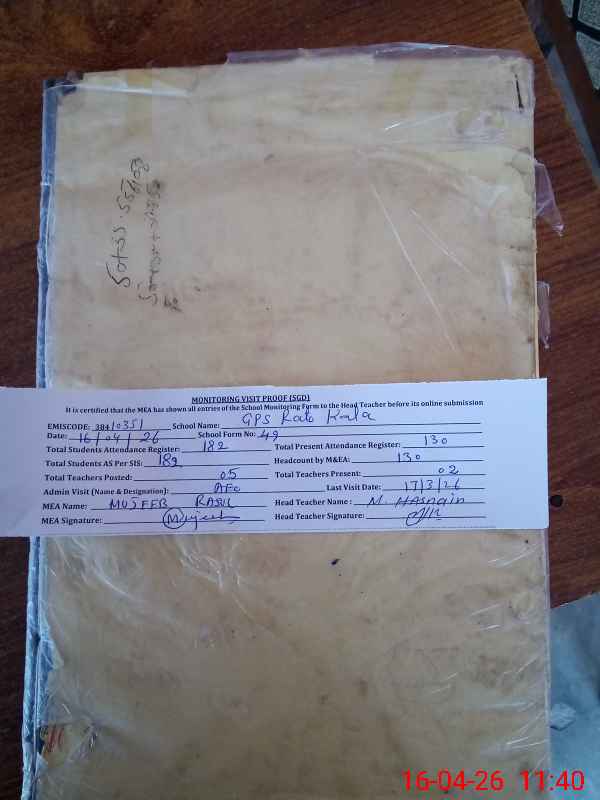 MONITORING VISIT PROOF (SGD)
It is certified that the MEA has shown all entries of the School Monitoring Form to the Head Teacher before its online submission
EMISCODE: 38410351 School Name: GPS Kato Kala
Date: 16/04/26 School Form No: 49
Total Students Attendance Register: 182 Total Present Attendance Register: 130
Total Students AS Per SIS: 182 Headcount by M&EA: 130
Total Teachers Posted: 05 Total Teachers Present: 02
Admin Visit (Name & Designation): AEO Last Visit Date: 17/3/26
MEA Name: MUJEEB RASUL Head Teacher Name: M. HASNAIN
MEA Signature: Mujeeb Head Teacher Signature:
16-04-26 11:40